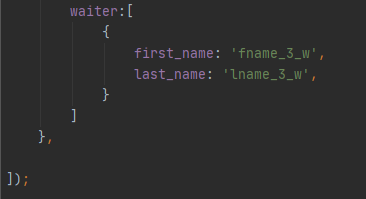 waiter:[
{
first_name: 'fname_3_w',
last_name: 'lname_3_w',
}
]
},
]);